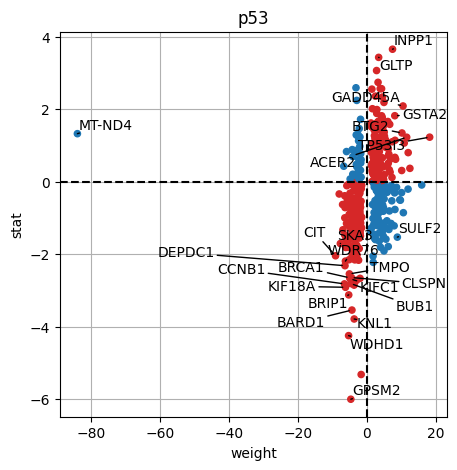 p53
INPP1
GLTP
GADD45A
GSTA2
MT-ND4
BTG2
TP53I3
ACER2
SULF2
CIT
SKA3
WDR76
DEPDC1
CCNB1
BRCA1
TMPO
CLSPN
KIF18A
KIFC1
BRIP1
BUB1
BARD1
KNL1
WDHD1
GPSM2
4
2
0
−2
−4
−6
stat
−80
−60
−40
−20
0
20
weight